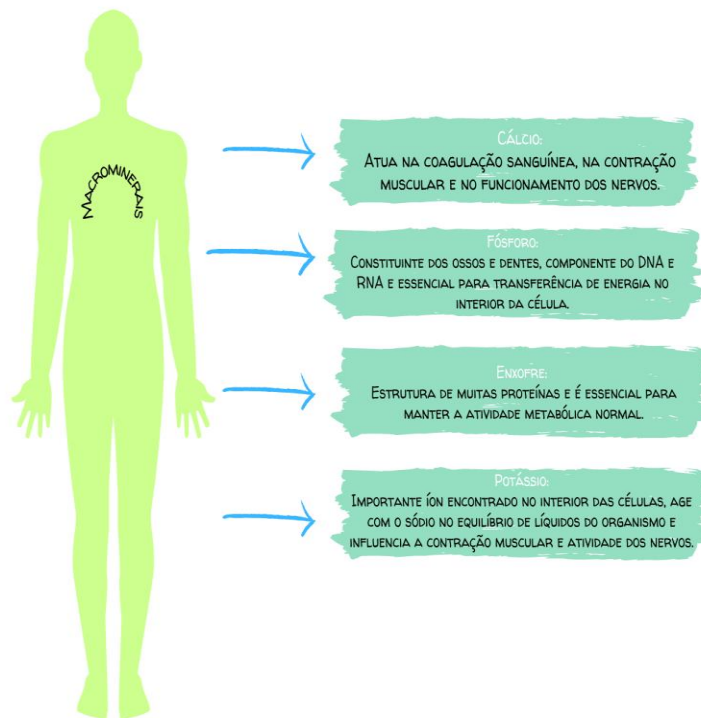 Macrominerais
Cálcio:
Atua na coagulação sanguínea, na contração
muscular e no funcionamento dos nervos.
Fósforo:
Constituinte dos ossos e dentes, componente do DNA e
RNA e essencial para transferência de energia no
interior da célula.
Enxofre:
Estrutura de muitas proteínas e é essencial para
manter a atividade metabólica normal.
Potássio:
Importante íon encontrado no interior das células, age
com o sódio no equilíbrio de líquidos do organismo e
influencia a contração muscular e atividade dos nervos.